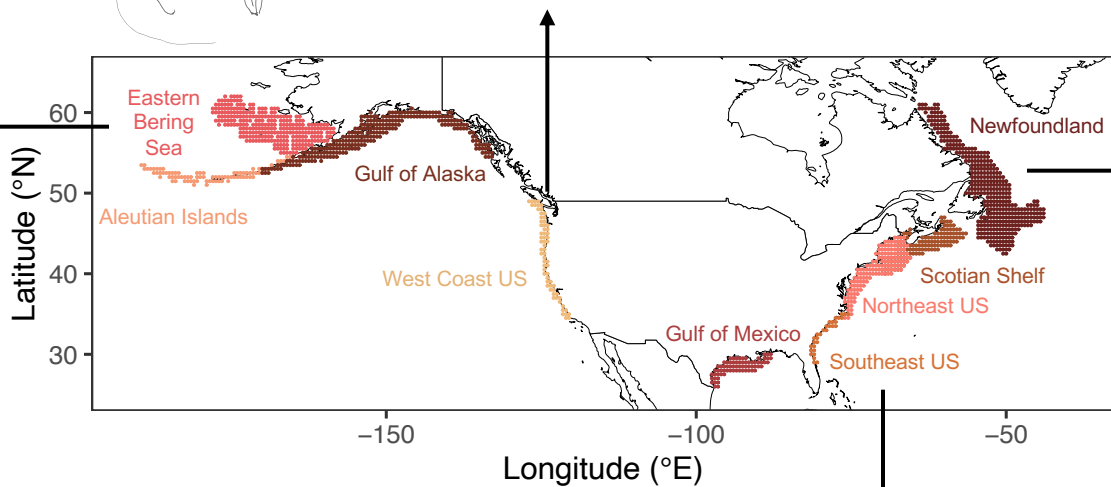 Eastern
Bering
Sea
60
Newfoundland
Gulf of Alaska
50
Aleutian Islands
Latitude (°N)
West Coast US
Scotian Shelf
40
Northeast US
Gulf of Mexico
30
Southeast US
−150
−100
−50
Longitude (°E)